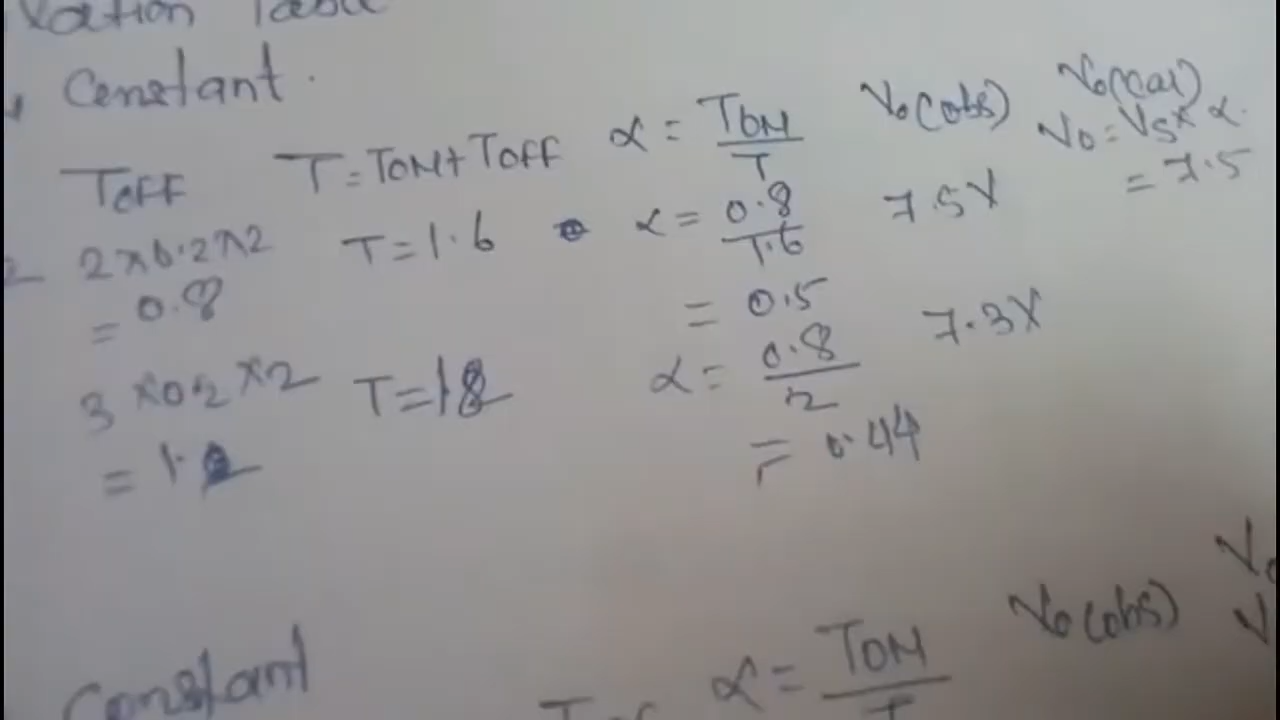 Table
Constant.
TOFF T=TON+TOFF α = TON/T Vo(obs) Vo(cal)
Vo=Vs×α.
2×0.2×2 T=1.6 α = 0.8/1.6 7.5V = 7.5
= 0.8 = 0.5
3×0.2×2 T=18 α = 0.8/2 7.3V
= 1.2 = 0.44
Constant
α = TON/T Vo(obs)